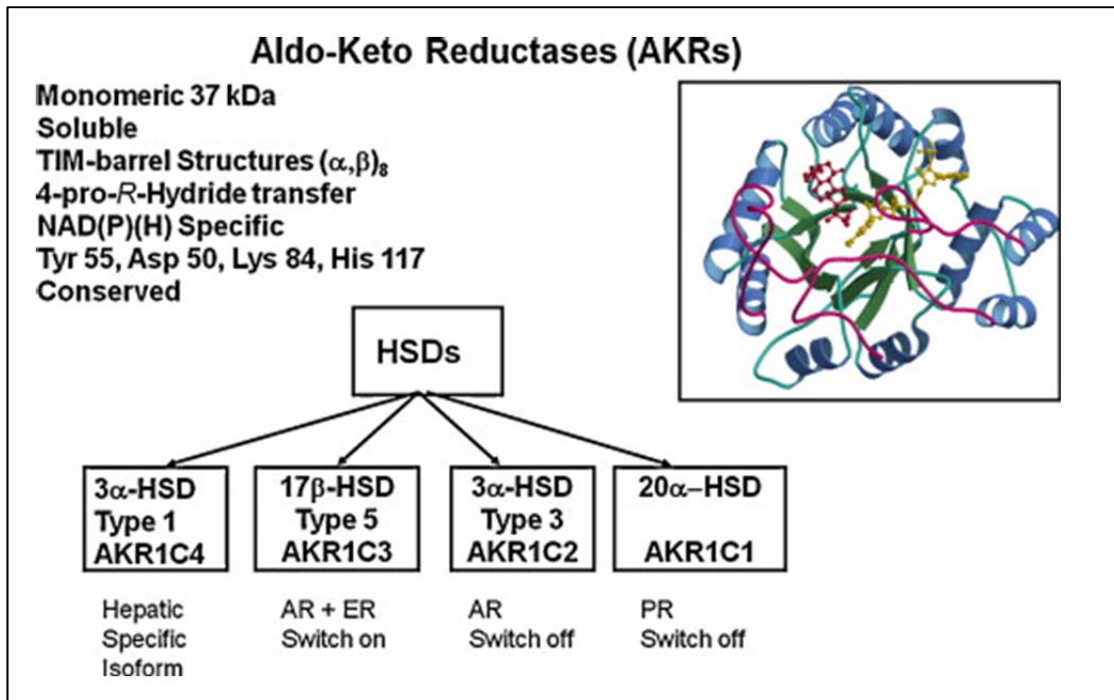 Aldo-Keto Reductases (AKRs)
Monomeric 37 kDa
Soluble
TIM-barrel Structures (α,β)₈
4-pro-R-Hydride transfer
NAD(P)(H) Specific
Tyr 55, Asp 50, Lys 84, His 117
Conserved
HSDs
3α-HSD
Type 1
AKR1C4
17β-HSD
Type 5
AKR1C3
3α-HSD
Type 3
AKR1C2
20α–HSD
AKR1C1
Hepatic
Specific
Isoform
AR + ER
Switch on
AR
Switch off
PR
Switch off